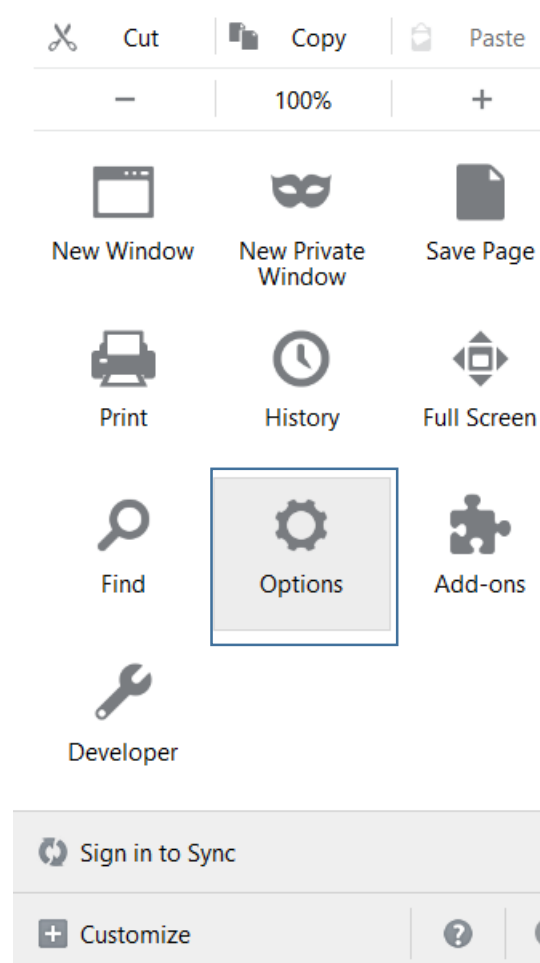 Cut Copy Paste
− 100% +
New Window New Private Save Page
Window
Print History Full Screen
Find Options Add-ons
Developer
Sign in to Sync
Customize ?